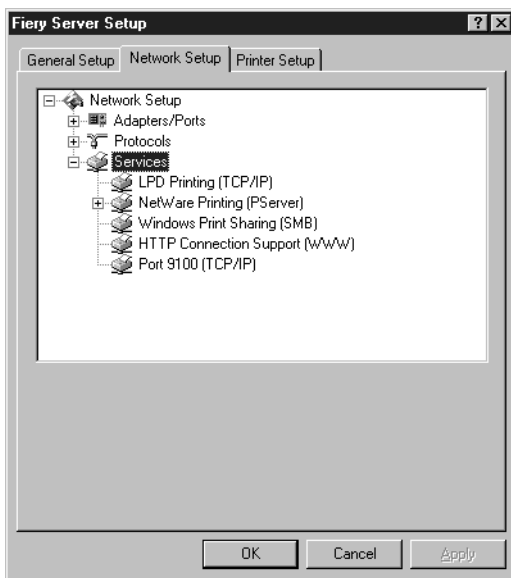 Fiery Server Setup
General Setup Network Setup Printer Setup
Network Setup
Adapters/Ports
Protocols
Services
LPD Printing (TCP/IP)
NetWare Printing (PServer)
Windows Print Sharing (SMB)
HTTP Connection Support (WWW)
Port 9100 (TCP/IP)
OK Cancel Apply